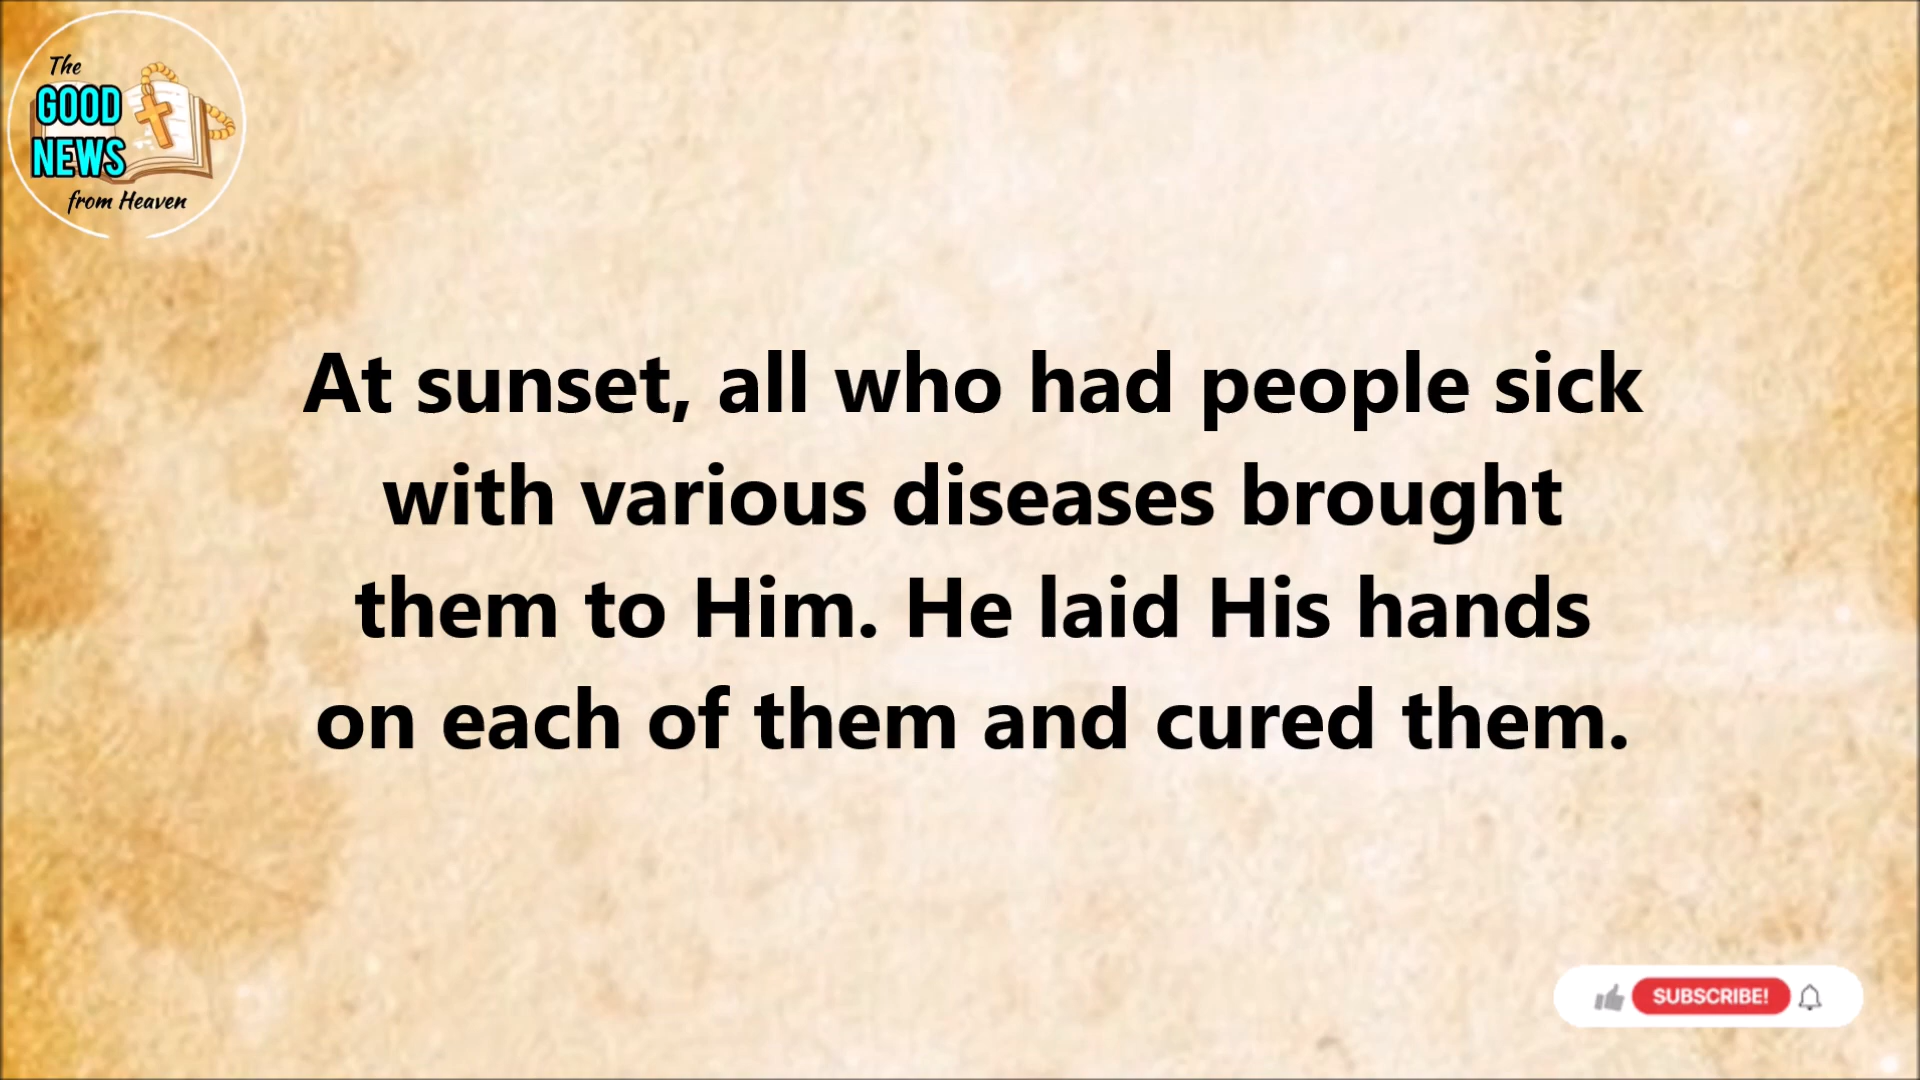 The
GOOD
NEWS
from Heaven
At sunset, all who had people sick
with various diseases brought
them to Him. He laid His hands
on each of them and cured them.
SUBSCRIBE!